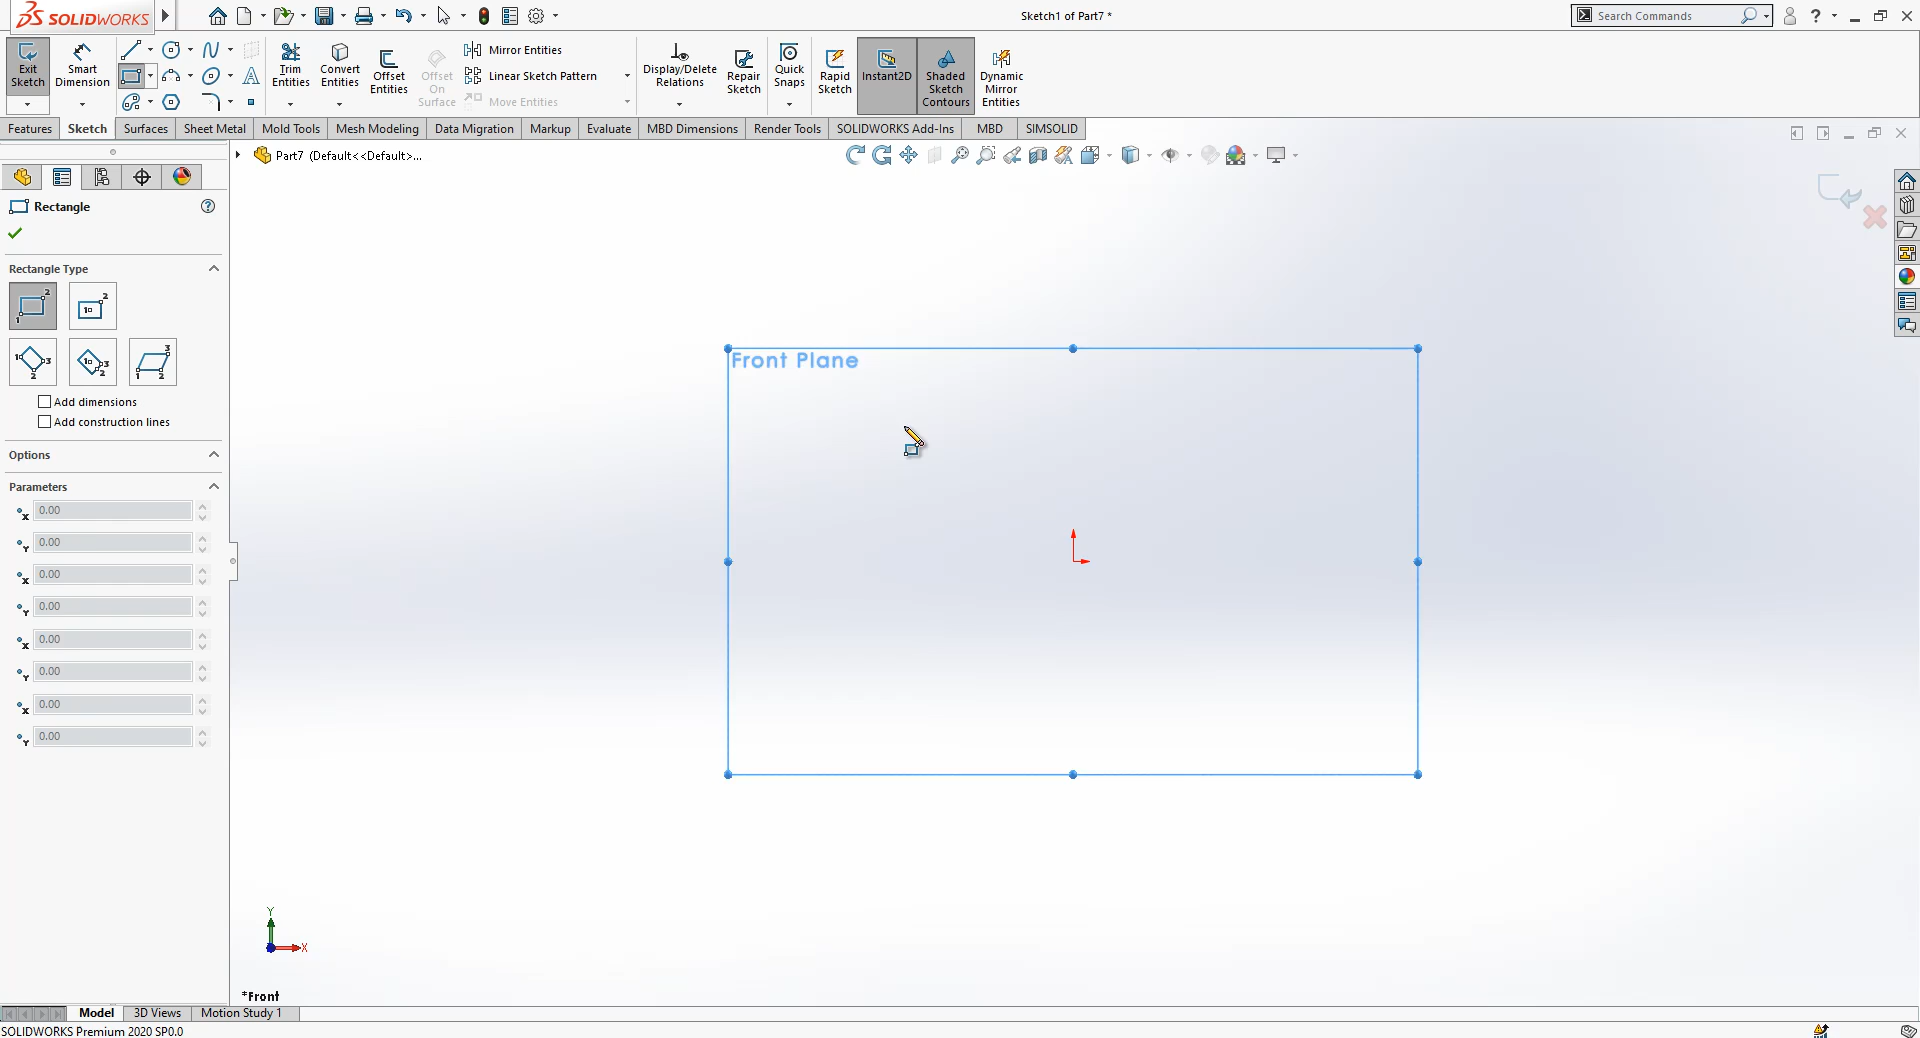 SOLIDWORKS
Sketch1 of Part7 *
Search Commands
Exit Sketch
Smart Dimension
Trim Entities
Convert Entities
Offset Entities
Offset On Surface
Mirror Entities
Linear Sketch Pattern
Move Entities
Display/Delete Relations
Repair Sketch
Quick Snaps
Rapid Sketch
Instant2D
Shaded Sketch Contours
Dynamic Mirror Entities
Features
Sketch
Surfaces
Sheet Metal
Mold Tools
Mesh Modeling
Data Migration
Markup
Evaluate
MBD Dimensions
Render Tools
SOLIDWORKS Add-Ins
MBD
SIMSOLID
Part7 (Default<<Default>...
Rectangle
Rectangle Type
Add dimensions
Add construction lines
Options
Parameters
X 0.00
Y 0.00
X 0.00
Y 0.00
X 0.00
Y 0.00
X 0.00
Y 0.00
Front Plane
Y
X
*Front
Model
3D Views
Motion Study 1
SOLIDWORKS Premium 2020 SP0.0